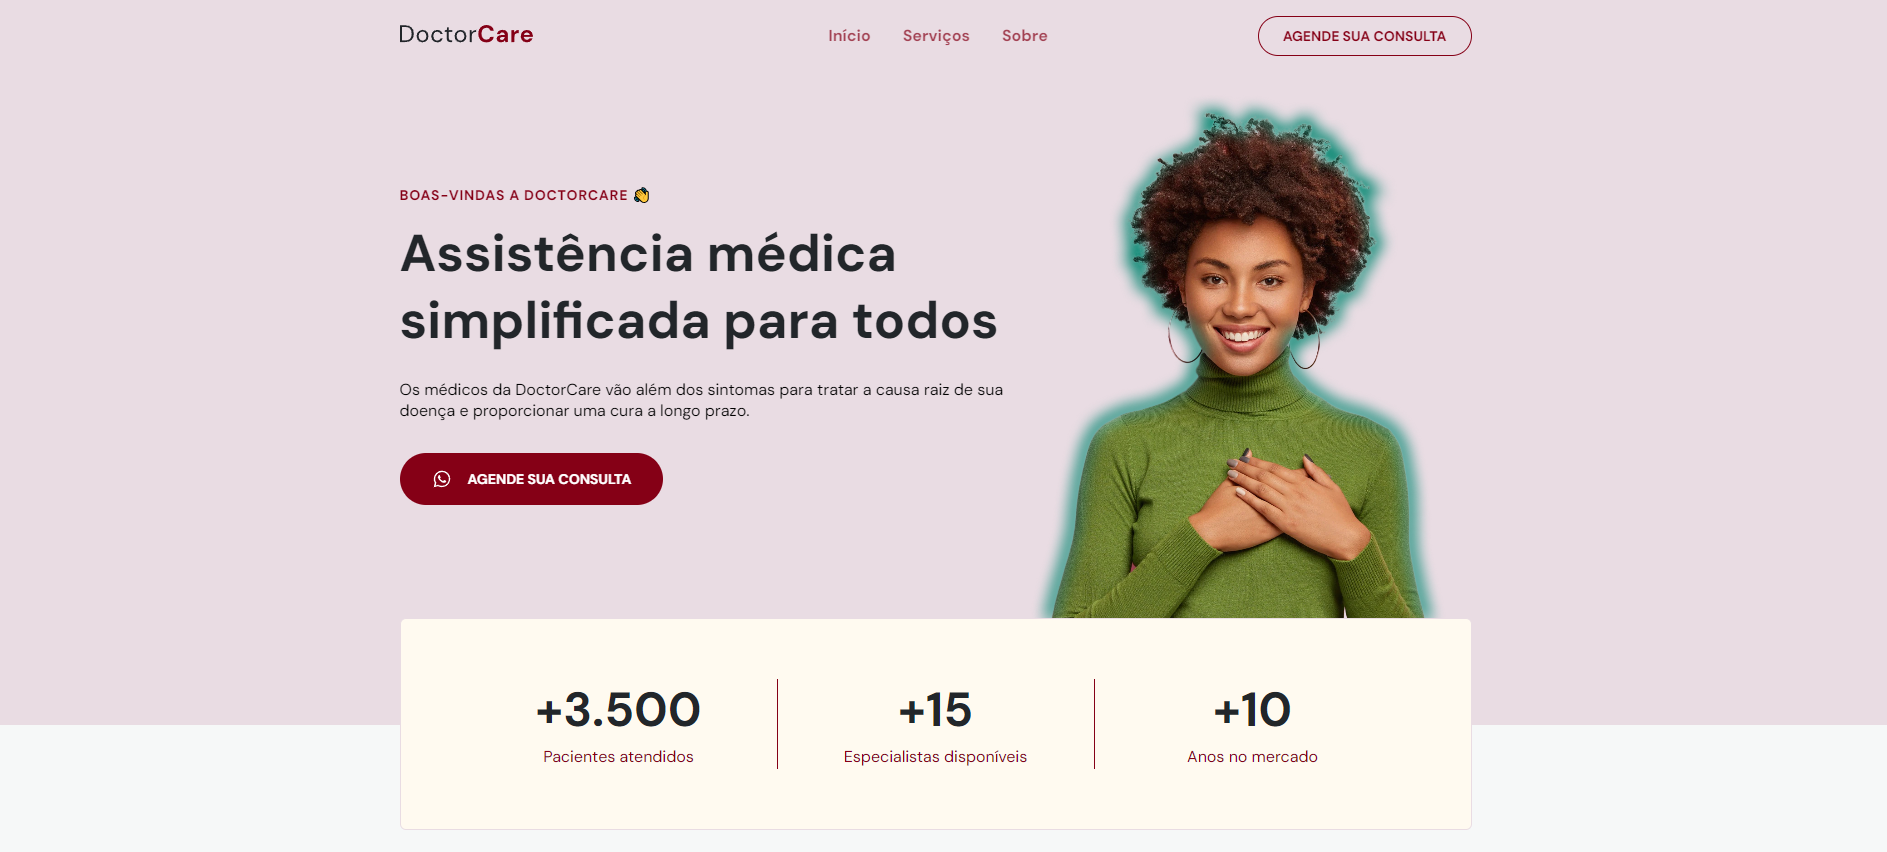 DoctorCare
Início
Serviços
Sobre
AGENDE SUA CONSULTA
BOAS-VINDAS A DOCTORCARE 👏
Assistência médica
simplificada para todos
Os médicos da DoctorCare vão além dos sintomas para tratar a causa raiz de sua
doença e proporcionar uma cura a longo prazo.
AGENDE SUA CONSULTA
+3.500
Pacientes atendidos
+15
Especialistas disponíveis
+10
Anos no mercado